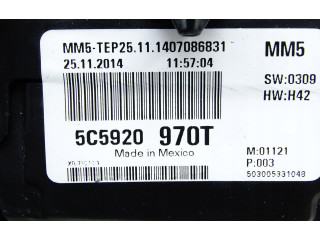 MM5-TEP25.11.1407086831 MM5
25.11.2014 11:57:04
SW:0309
HW:H42
5C5920 970T
Made in Mexico
M:01121
P:003
503005931048